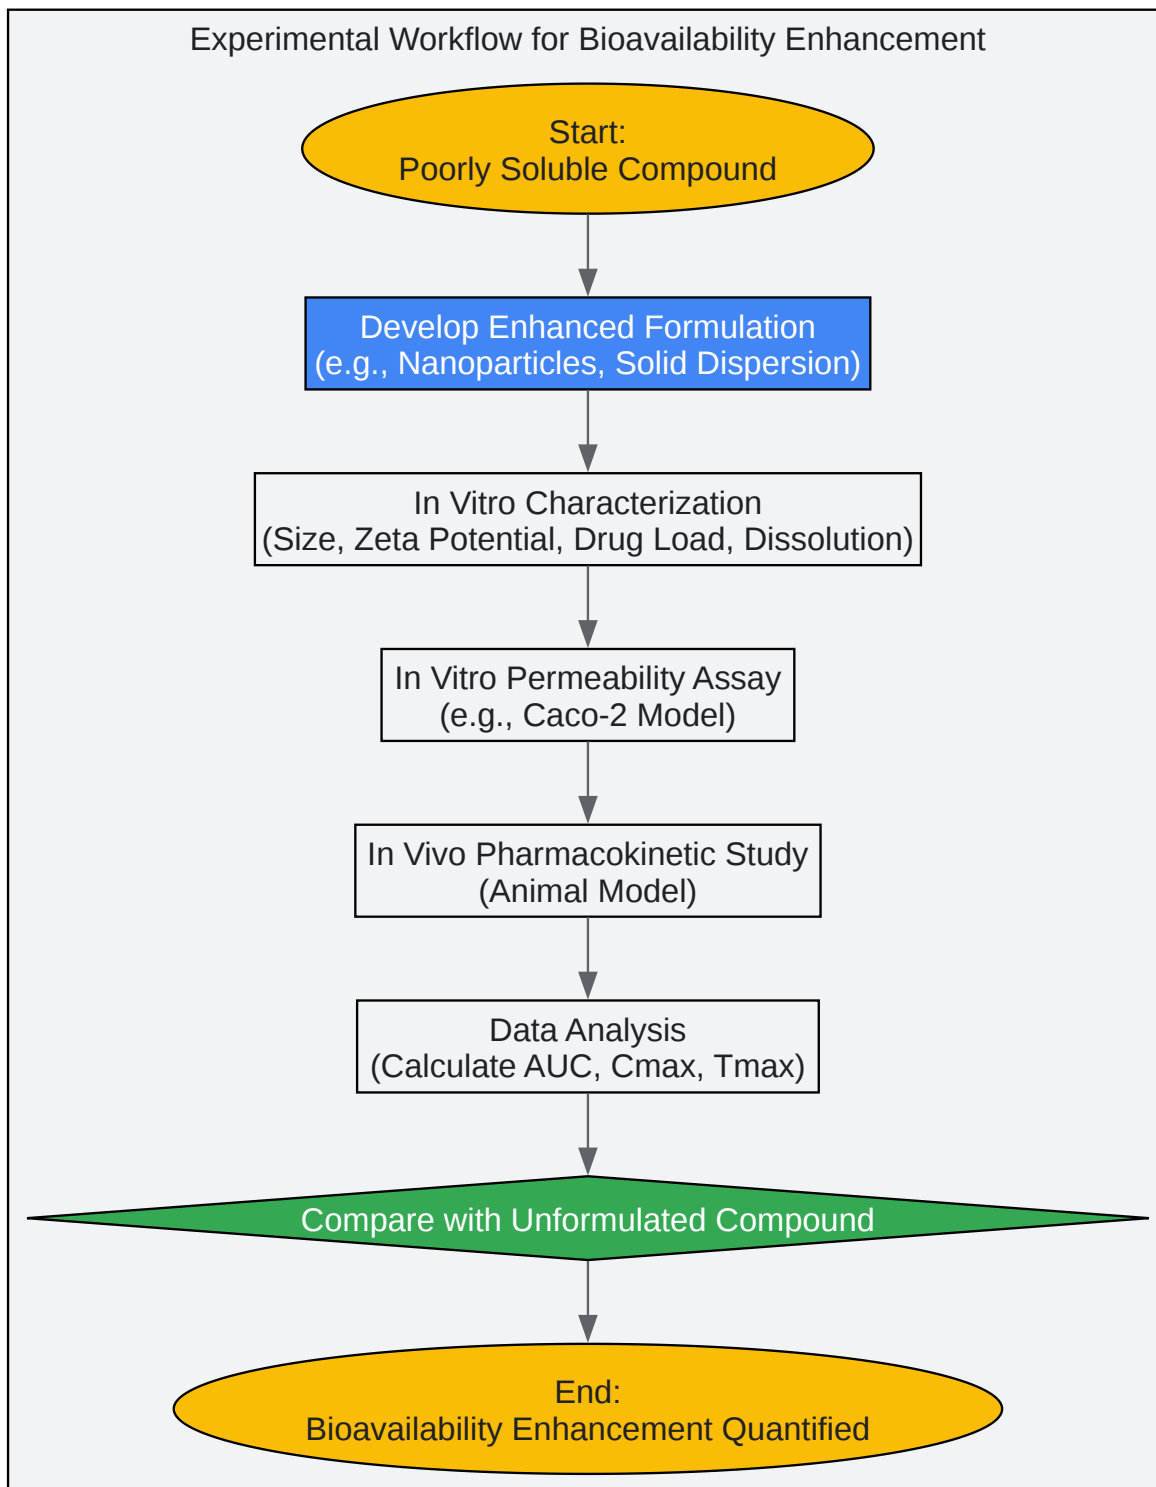 Experimental Workflow for Bioavailability Enhancement
Start:
Poorly Soluble Compound
Develop Enhanced Formulation
(e.g., Nanoparticles, Solid Dispersion)
In Vitro Characterization
(Size, Zeta Potential, Drug Load, Dissolution)
In Vitro Permeability Assay
(e.g., Caco-2 Model)
In Vivo Pharmacokinetic Study
(Animal Model)
Data Analysis
(Calculate AUC, Cmax, Tmax)
Compare with Unformulated Compound
End:
Bioavailability Enhancement Quantified